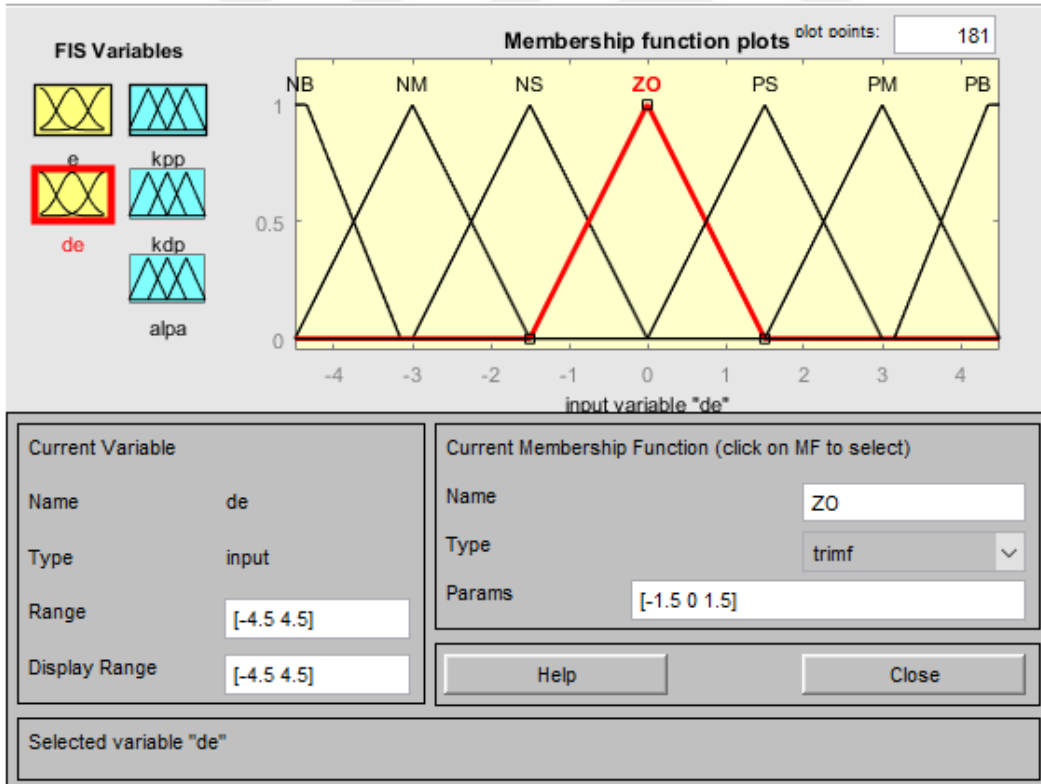 FIS Variables
e
kpp
de
kdp
alpa
Membership function plots
plot points:
181
NB NM NS ZO PS PM PB
1
0.5
0
-4 -3 -2 -1 0 1 2 3 4
input variable "de"
Current Variable
Name de
Type input
Range [-4.5 4.5]
Display Range [-4.5 4.5]
Current Membership Function (click on MF to select)
Name ZO
Type trimf
Params [-1.5 0 1.5]
Help Close
Selected variable "de"